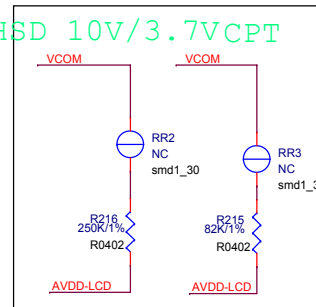 HSD 10V/3.7VCPT
VCOM
VCOM
RR2
NC
smd1_30
RR3
NC
smd1_3
R216
250K/1%
R0402
R215
82K/1%
R0402
AVDD-LCD
AVDD-LCD